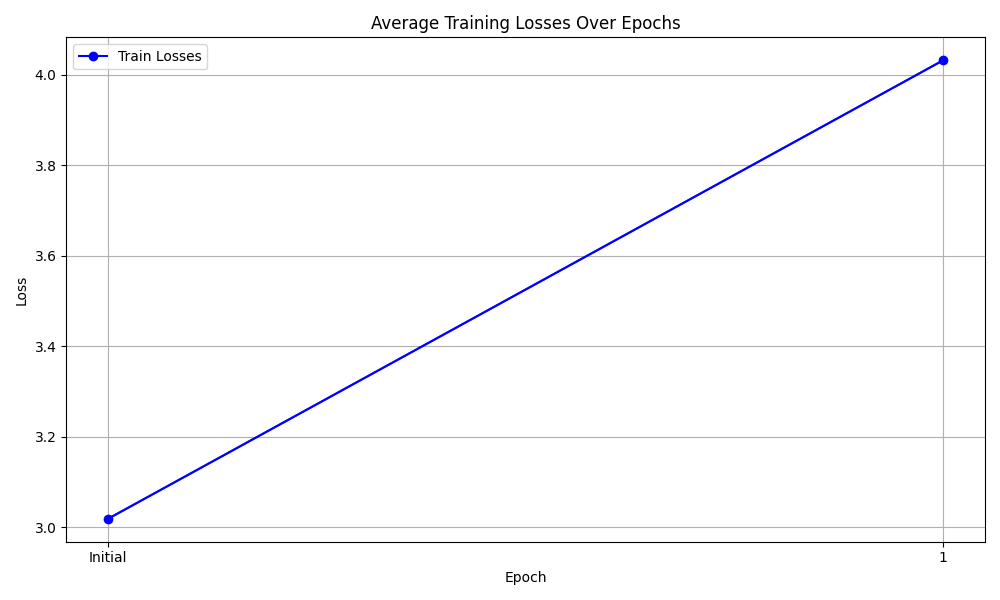 Average Training Losses Over Epochs
Train Losses
4.0
3.8
3.6
3.4
3.2
3.0
Loss
Initial
1
Epoch